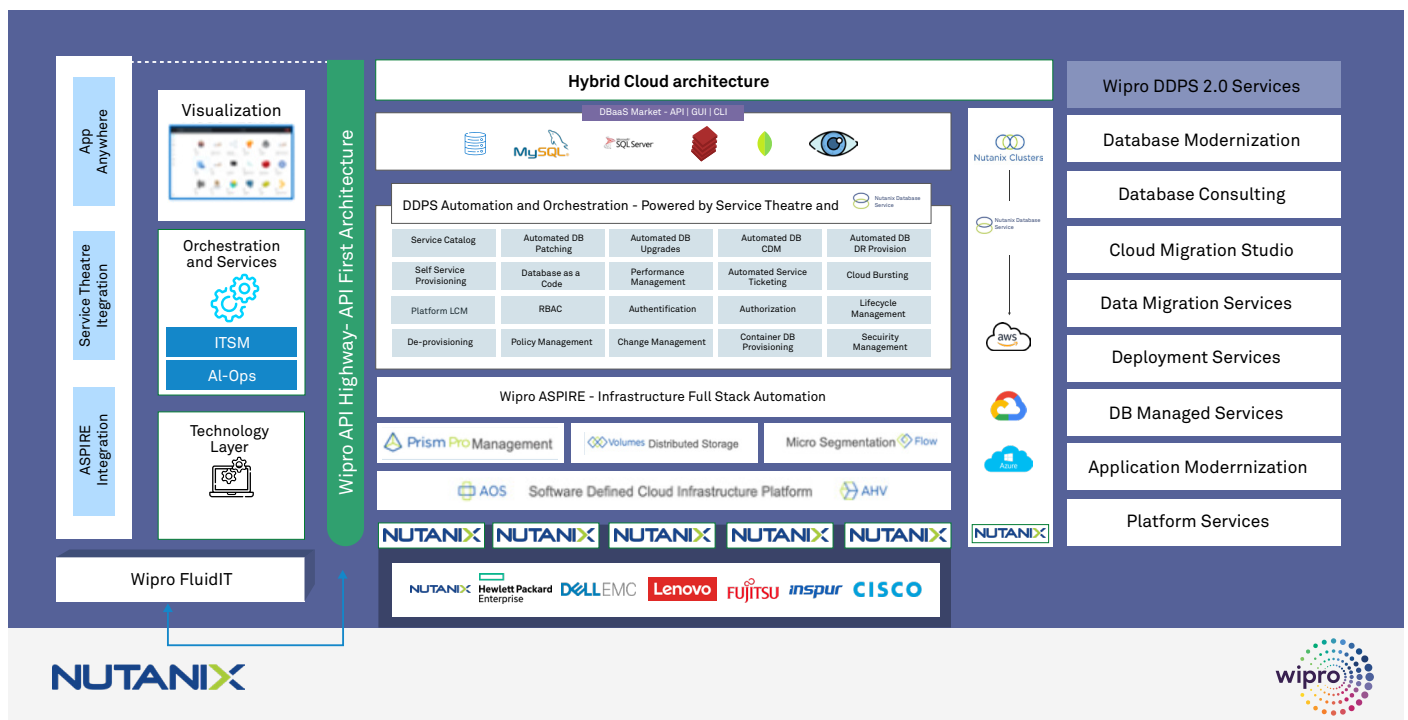 App
Anywhere
Service Theatre
Itegration
ASPIRE
Integration
Visualization
Orchestration
and Services
ITSM
AI-Ops
Technology
Layer
Wipro FluidIT
Wipro API Highway- API First Architecture
Hybrid Cloud architecture
DBaaS Market - API | GUI | CLI
MySQL
SQL Server
DDPS Automation and Orchestration - Powered by Service Theatre and
Nutanix Database
Service
Service Catalog
Automated DB
Patching
Automated DB
Upgrades
Automated DB
CDM
Automated DB
DR Provision
Self Service
Provisioning
Database as a
Code
Performance
Management
Automated Service
Ticketing
Cloud Bursting
Platform LCM
RBAC
Authentification
Authorization
Lifecycle
Management
De-provisioning
Policy Management
Change Management
Container DB
Provisioning
Secuirity
Management
Wipro ASPIRE - Infrastructure Full Stack Automation
Prism Pro Management
Volumes Distributed Storage
Micro Segmentation Flow
AOS Software Defined Cloud Infrastructure Platform AHV
NUTANIX NUTANIX NUTANIX NUTANIX NUTANIX
NUTANIX
Hewlett Packard
Enterprise
DELL EMC
Lenovo
FUJITSU
inspur
CISCO
Nutanix Clusters
Nutanix Database
Service
aws
Azure
NUTANIX
Wipro DDPS 2.0 Services
Database Modernization
Database Consulting
Cloud Migration Studio
Data Migration Services
Deployment Services
DB Managed Services
Application Moderrnization
Platform Services
NUTANIX
wipro